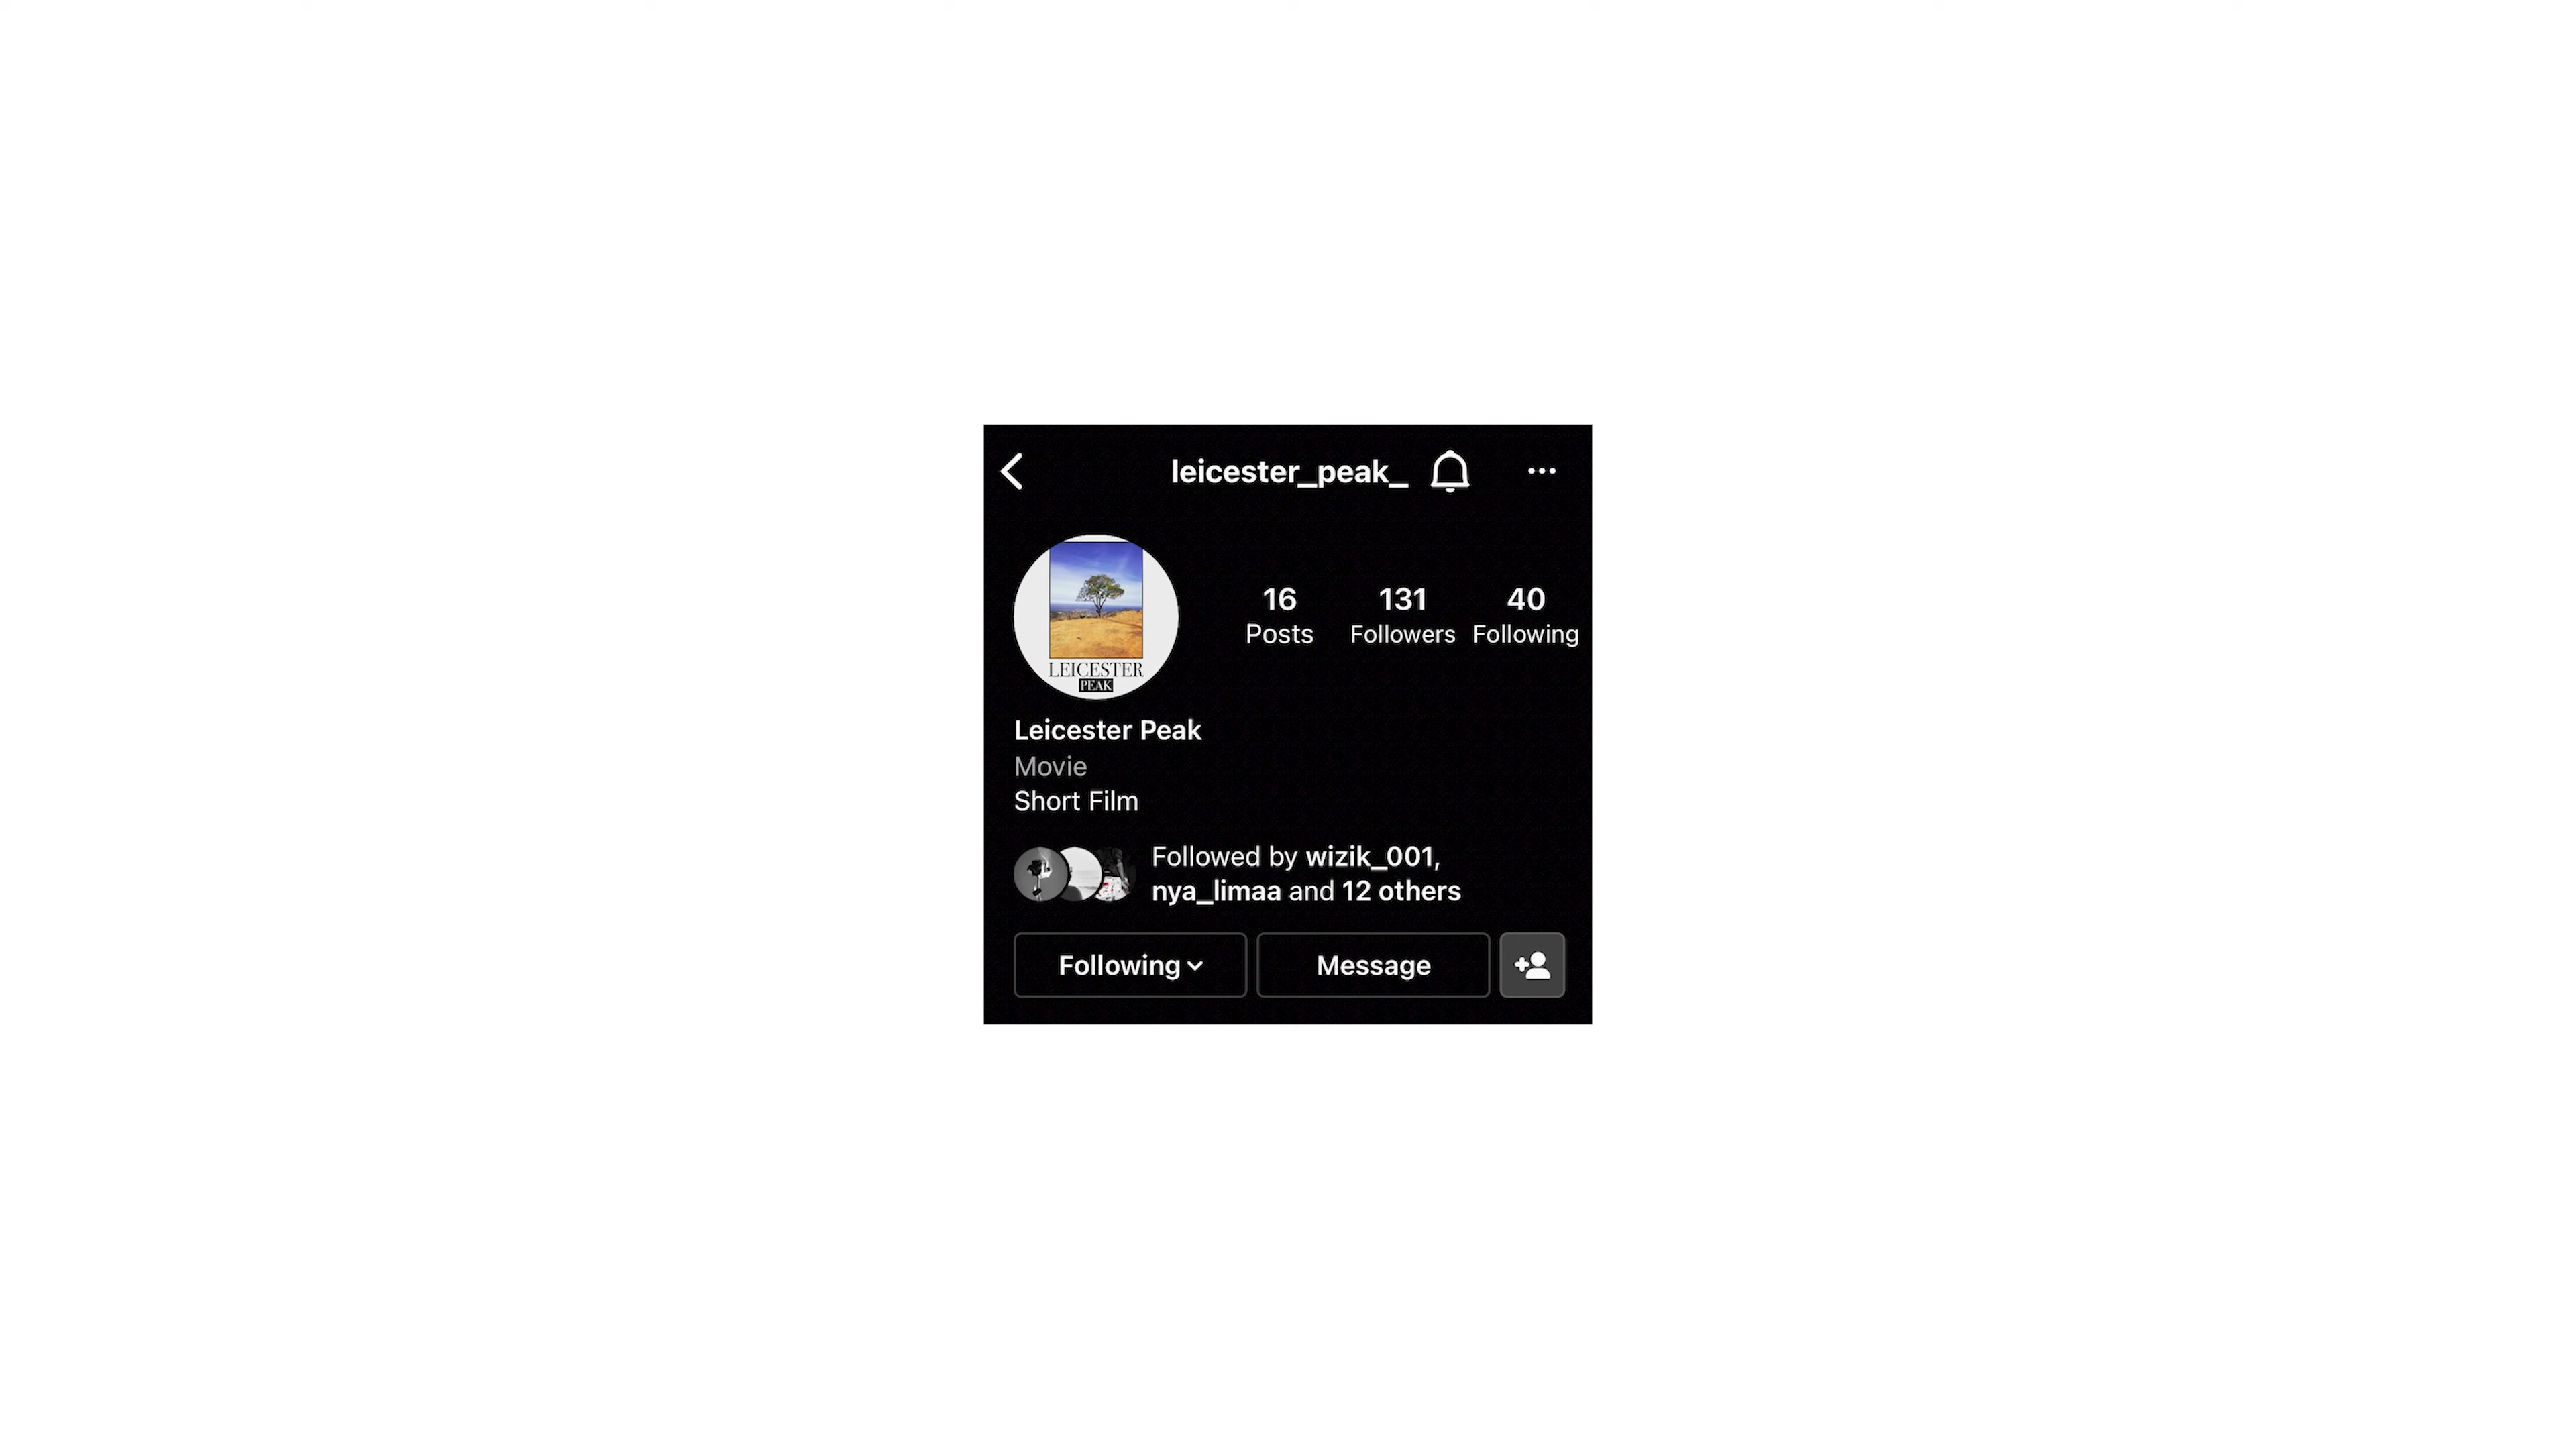 leicester_peak_
16
Posts
131
Followers
40
Following
LEICESTER
PEAK
Leicester Peak
Movie
Short Film
Followed by wizik_001,
nya_limaa and 12 others
Following
Message